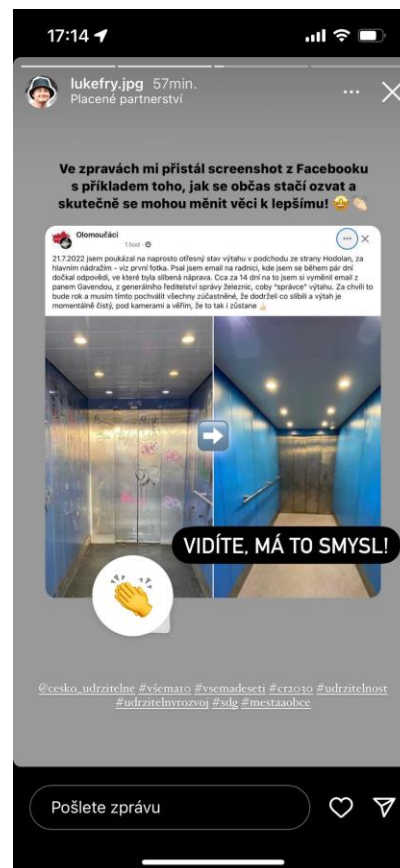 17:14
lukefry.jpg 57min.
Placené partnerství
Ve zpravách mi přistál screenshot z Facebooku
s příkladem toho, jak se občas stačí ozvat a
skutečně se mohou měnit věci k lepšímu! 🤩👏🏻
Olomoučáci
1 hod
21.7.2022 jsem poukázal na naprosto otřesný stav výtahu v podchodu ze strany Hodolan, za
hlavním nádražím - viz první fotka. Psal jsem email na radnici, kde jsem se během pár dní
dočkal odpovědi, ve které byla slíbená náprava. Cca za 14 dní na to jsem si vyměnil email z
panem Gavendou, z generálního ředitelství správy železnic, coby "správce" výtahu. Za chvíli to
bude rok a musím tímto pochválit všechny zúčastněné, že dodrželi co slíbili a výtah je
momentálně čistý, pod kamerami a věřím, že to tak i zůstane 👍🏻
VIDÍTE, MÁ TO SMYSL!
@cesko_udrzitelne #všema10 #vsemadeseti #cr2030 #udrzitelnost
#udrzitelnyrozvoj #sdg #mestaaobce
Pošlete zprávu